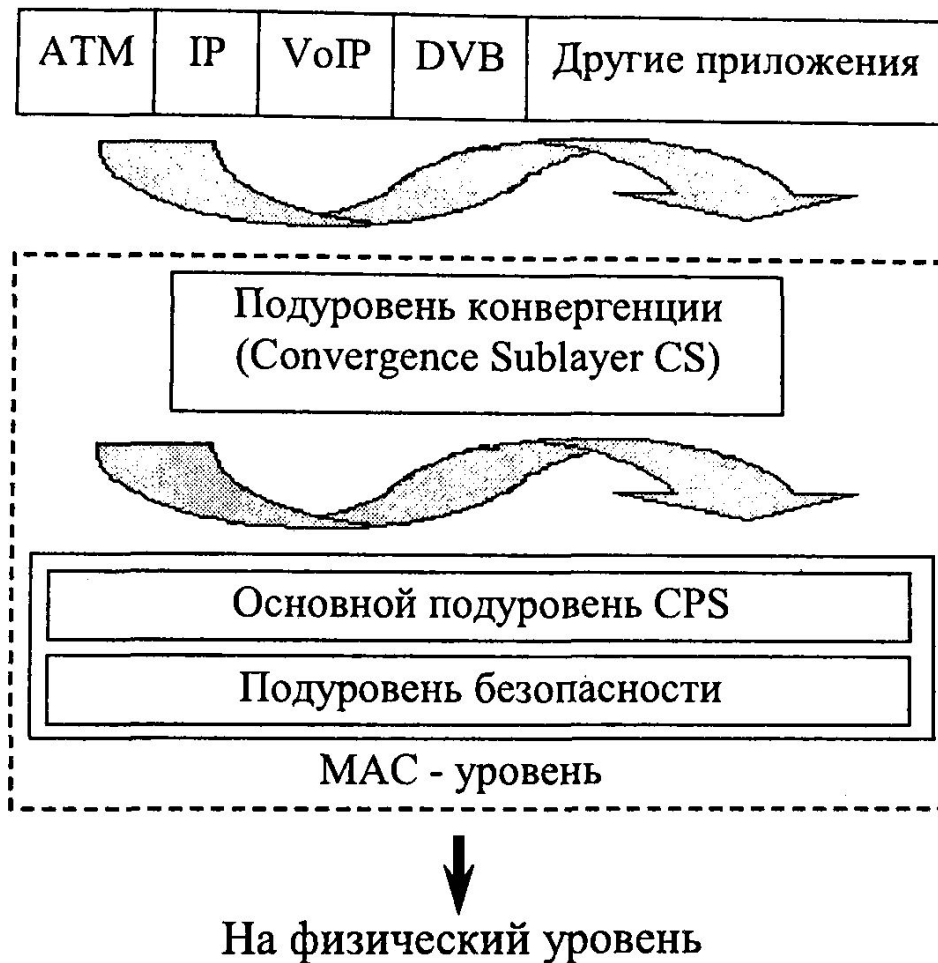 ATM IP VoIP DVB Другие приложения
Подуровень конвергенции
(Convergence Sublayer CS)
Основной подуровень CPS
Подуровень безопасности
MAC - уровень
На физический уровень